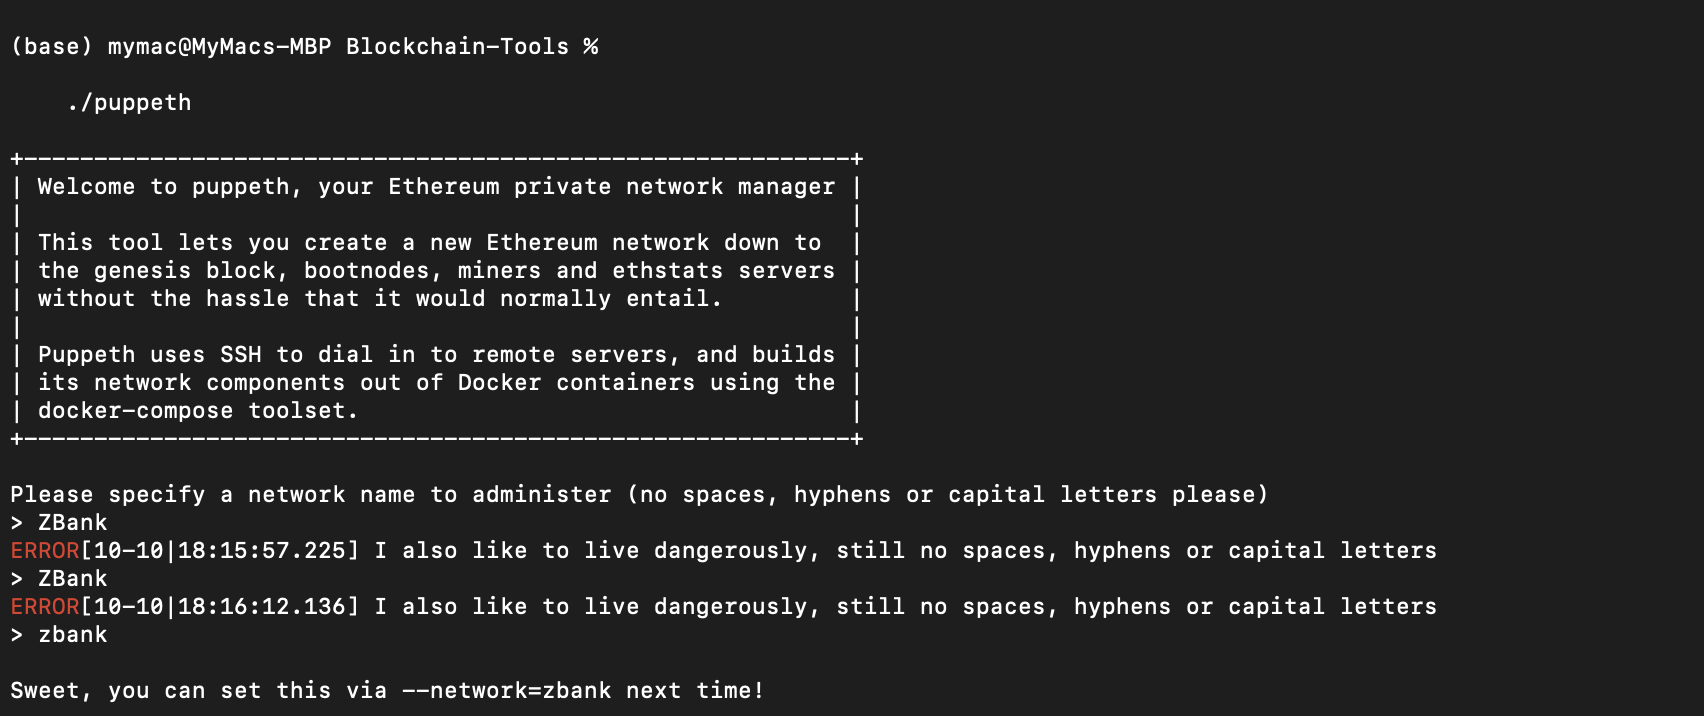 (base) mymac@MyMacs-MBP Blockchain-Tools %
./puppeth
+-----------------------------------------------------------+
| Welcome to puppeth, your Ethereum private network manager |
|                                                           |
| This tool lets you create a new Ethereum network down to  |
| the genesis block, bootnodes, miners and ethstats servers |
| without the hassle that it would normally entail.         |
|                                                           |
| Puppeth uses SSH to dial in to remote servers, and builds |
| its network components out of Docker containers using the |
| docker-compose toolset.                                   |
+-----------------------------------------------------------+
Please specify a network name to administer (no spaces, hyphens or capital letters please)
> ZBank
ERROR[10-10|18:15:57.225] I also like to live dangerously, still no spaces, hyphens or capital letters
> ZBank
ERROR[10-10|18:16:12.136] I also like to live dangerously, still no spaces, hyphens or capital letters
> zbank
Sweet, you can set this via --network=zbank next time!